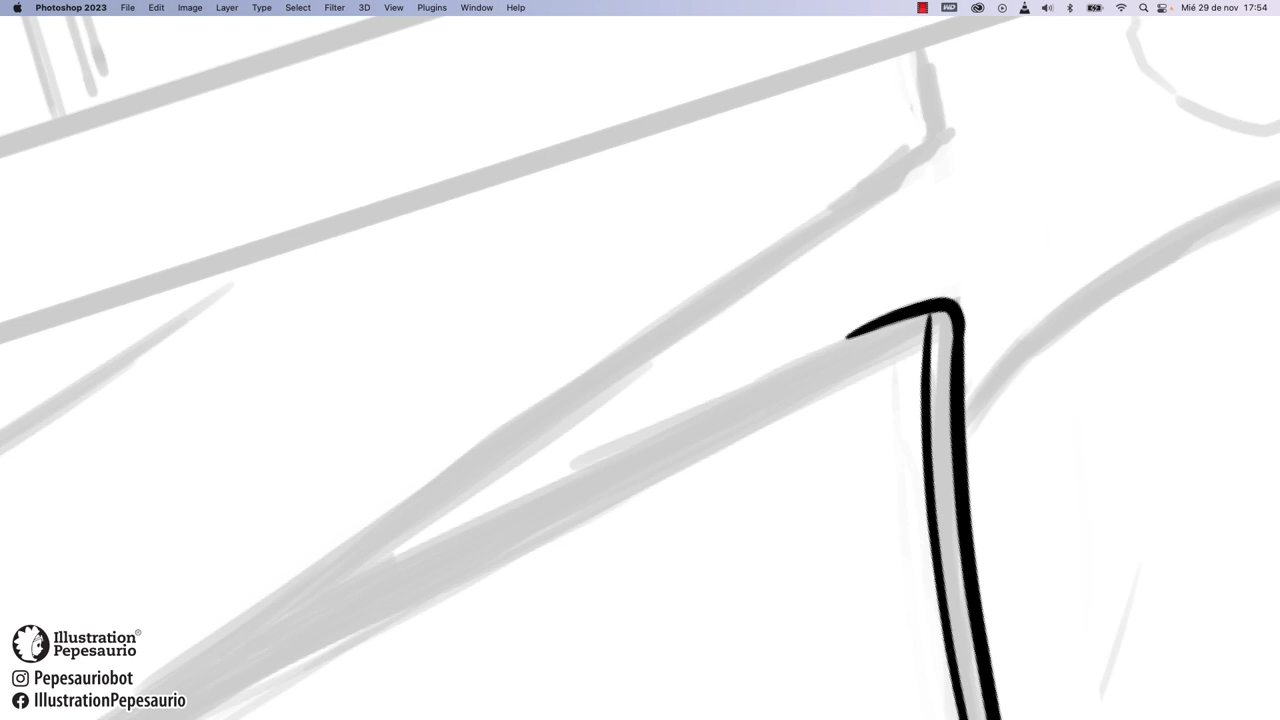 Photoshop 2023 File Edit Image Layer Type Select Filter 3D View Plugins Window Help Mié 29 de nov 17:54
Illustration®
Pepesaurio
Pepesauriobot
IllustrationPepesaurio